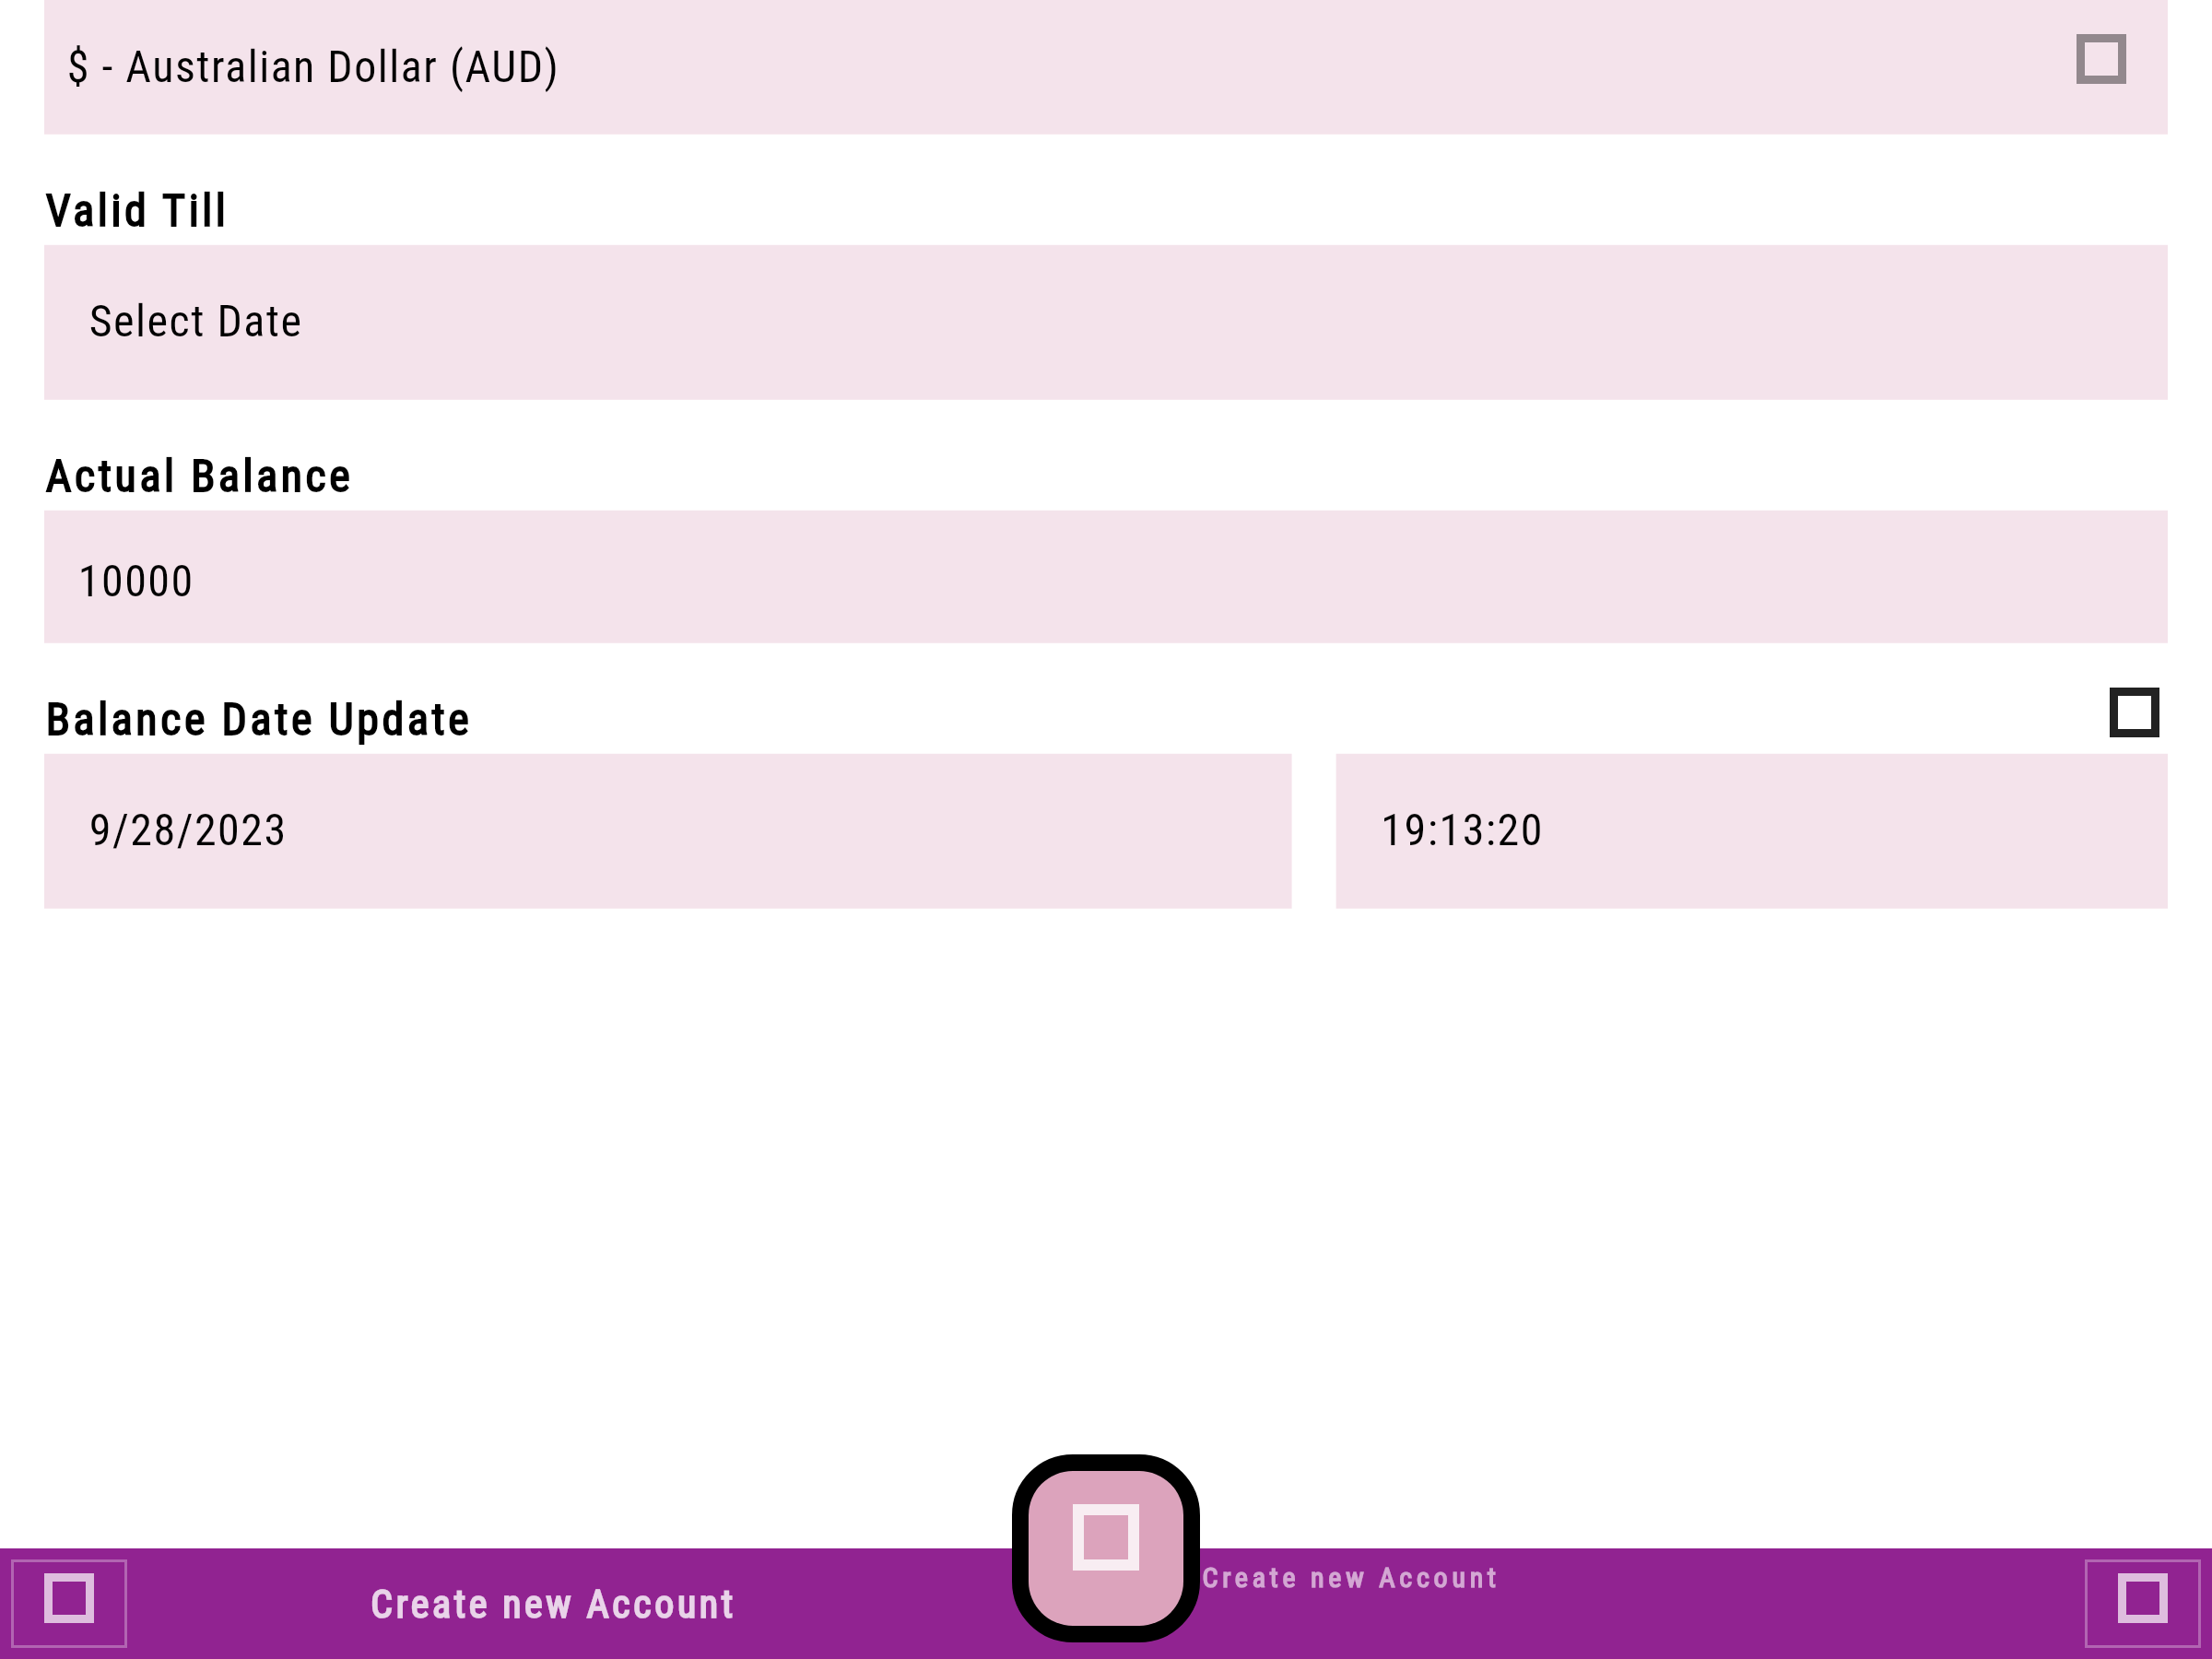 $ - Australian Dollar (AUD)
Valid Till
Select Date
Actual Balance
10000
Balance Date Update
9/28/2023
19:13:20
Create new Account
Create new Account